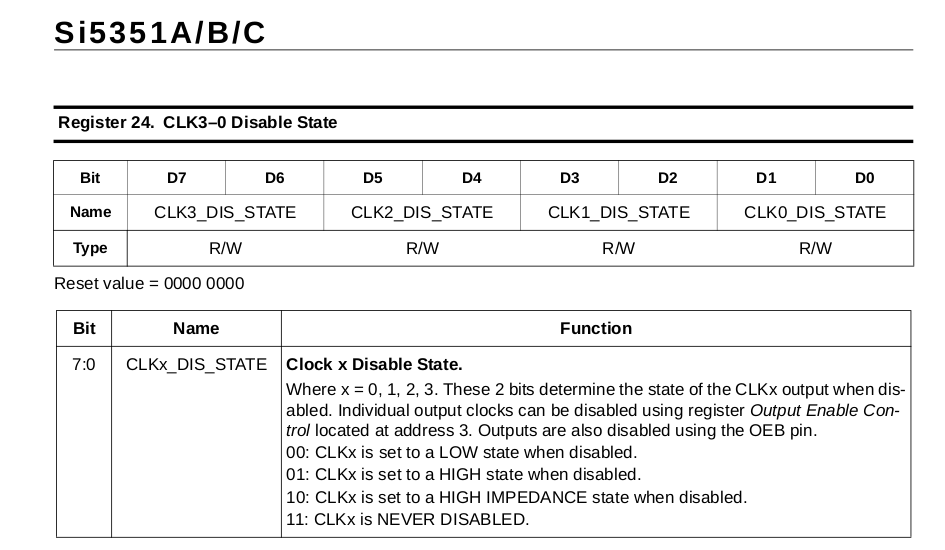 Si5351A/B/C
Register 24.  CLK3–0 Disable State
Bit D7 D6 D5 D4 D3 D2 D1 D0
Name CLK3_DIS_STATE CLK2_DIS_STATE CLK1_DIS_STATE CLK0_DIS_STATE
Type R/W R/W R/W R/W
Reset value = 0000 0000
Bit Name Function
7:0 CLKx_DIS_STATE Clock x Disable State.
Where x = 0, 1, 2, 3. These 2 bits determine the state of the CLKx output when dis-
abled. Individual output clocks can be disabled using register Output Enable Con-
trol located at address 3. Outputs are also disabled using the OEB pin.
00: CLKx is set to a LOW state when disabled.
01: CLKx is set to a HIGH state when disabled.
10: CLKx is set to a HIGH IMPEDANCE state when disabled.
11: CLKx is NEVER DISABLED.